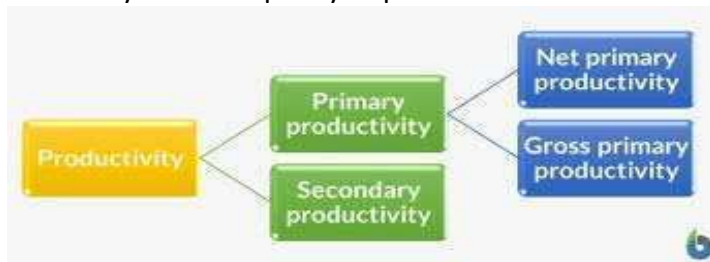 Productivity
Primary
productivity
Secondary
productivity
Net primary
productivity
Gross primary
productivity